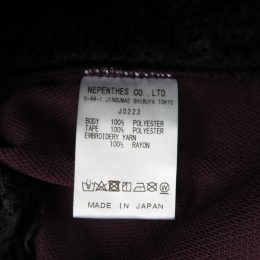 NEPENTHES CO., LTD.
5-44-1 JINGUMAE SHIBUYA TOKYO
J0223
BODY 100% POLYESTER
TAPE 100% POLYESTER
EMBROIDERY YARN
100% RAYON
MADE IN JAPAN